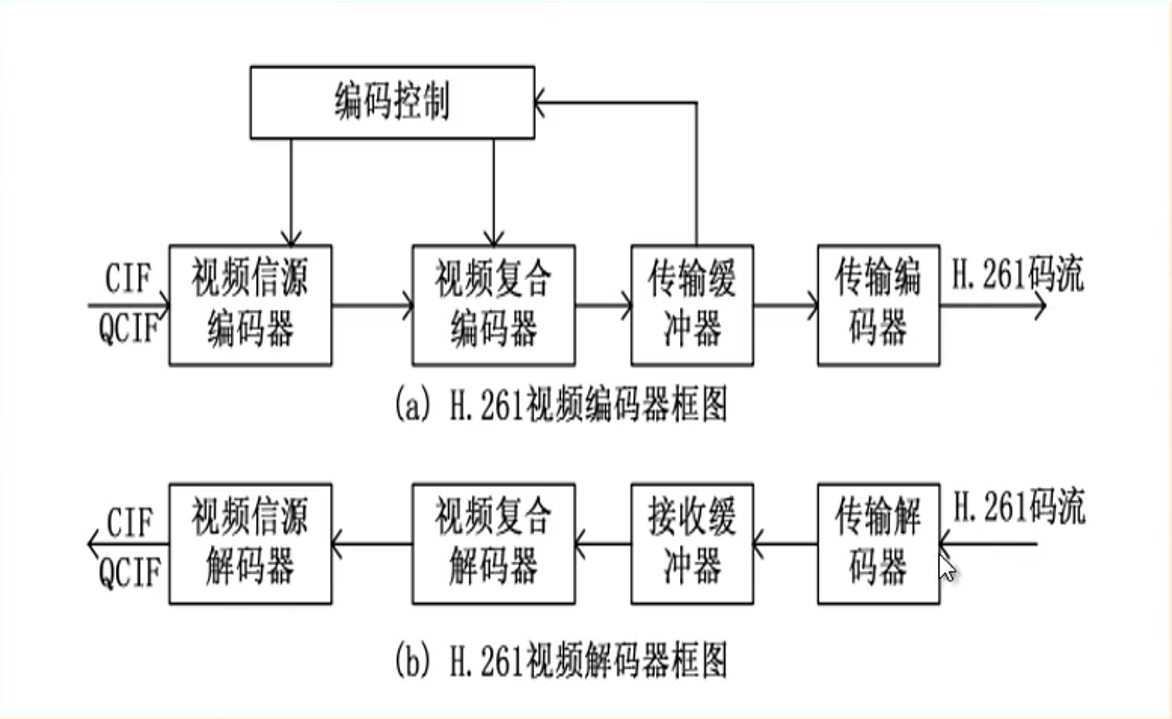 编码控制
CIF
QCIF
视频信源
编码器
视频复合
编码器
传输缓
冲器
传输编
码器
H.261码流
(a) H.261视频编码器框图
CIF
QCIF
视频信源
解码器
视频复合
解码器
接收缓
冲器
传输解
码器
H.261码流
(b) H.261视频解码器框图